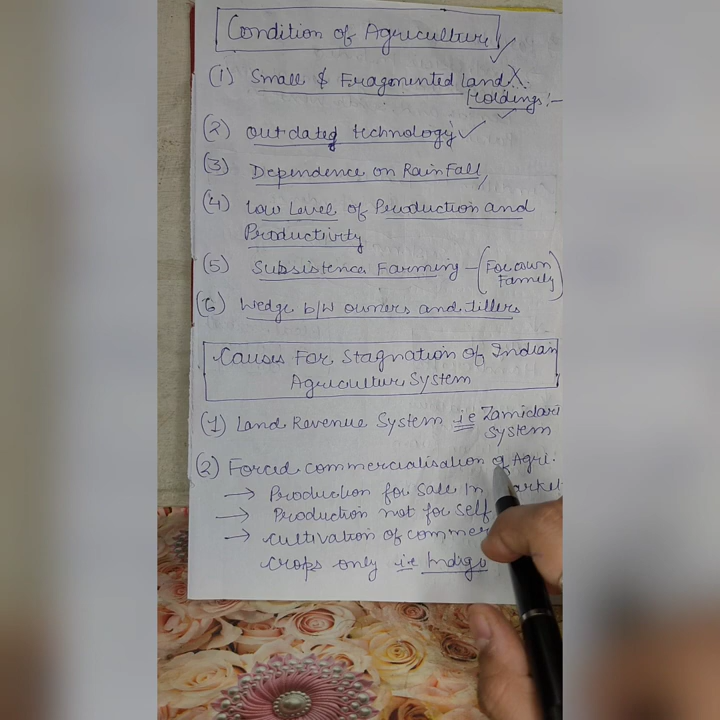 Condition of Agriculture
(1) Small & Fragmented land
Holdings :-
(2) Outdated technology
(3) Dependence on RainFall
(4) Low Level of Production and
Productivity
(5) Subsistence Farming - (For own
Family)
(6) Wedge b/w owners and tillers
Causes For Stagnation of Indian
Agriculture System
(1) Land Revenue System i.e Zamidari
System
(2) Forced commercialisation of Agri.
→ Production for Sale In arket
→ Production not for self
→ Cultivation of commer
crops only i.e Indigo